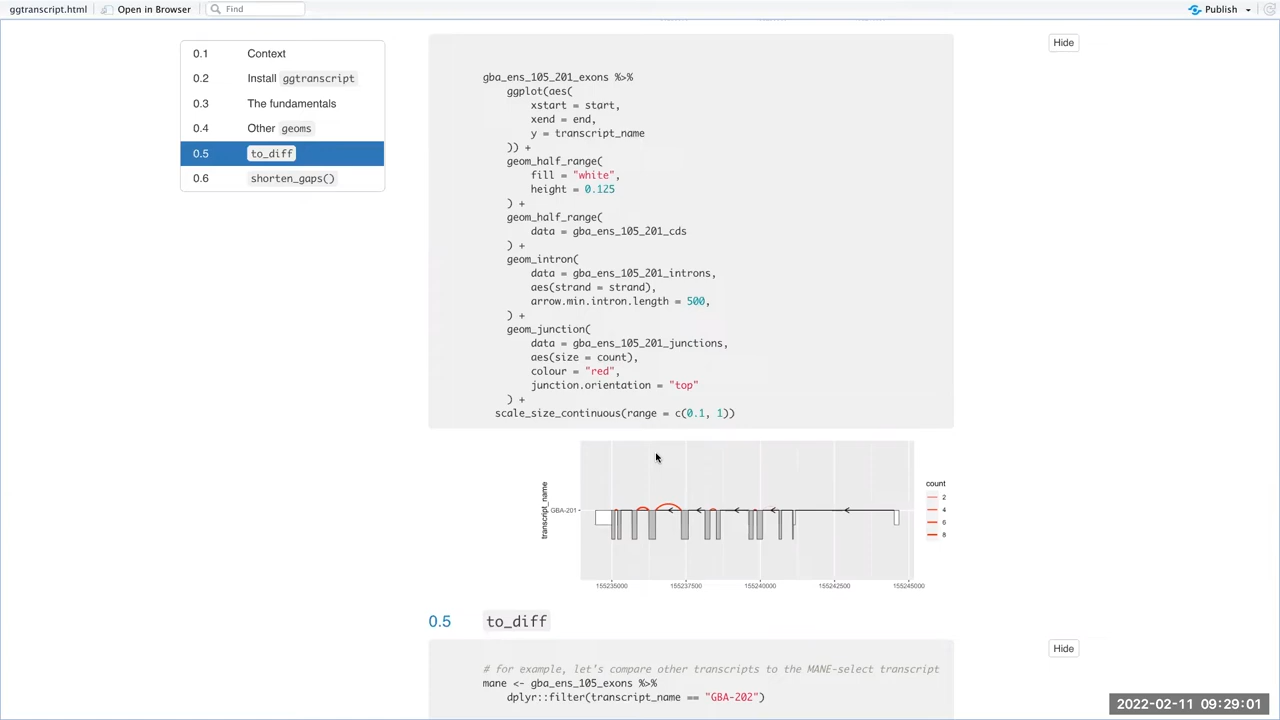 ggtranscript.html
Open in Browser
Find
Publish
0.1 Context
0.2 Install ggtranscript
0.3 The fundamentals
0.4 Other geoms
0.5 to_diff
0.6 shorten_gaps()
Hide
gba_ens_105_201_exons %>%
ggplot(aes(
xstart = start,
xend = end,
y = transcript_name
)) +
geom_half_range(
fill = "white",
height = 0.125
) +
geom_half_range(
data = gba_ens_105_201_cds
) +
geom_intron(
data = gba_ens_105_201_introns,
aes(strand = strand),
arrow.min.intron.length = 500,
) +
geom_junction(
data = gba_ens_105_201_junctions,
aes(size = count),
colour = "red",
junction.orientation = "top"
) +
scale_size_continuous(range = c(0.1, 1))
transcript_name
GBA-201
155235000 155237500 155240000 155242500 155245000
count
2
4
6
8
0.5 to_diff
Hide
# for example, let's compare other transcripts to the MANE-select transcript
mane <- gba_ens_105_exons %>%
dplyr::filter(transcript_name == "GBA-202")
2022-02-11 09:29:01